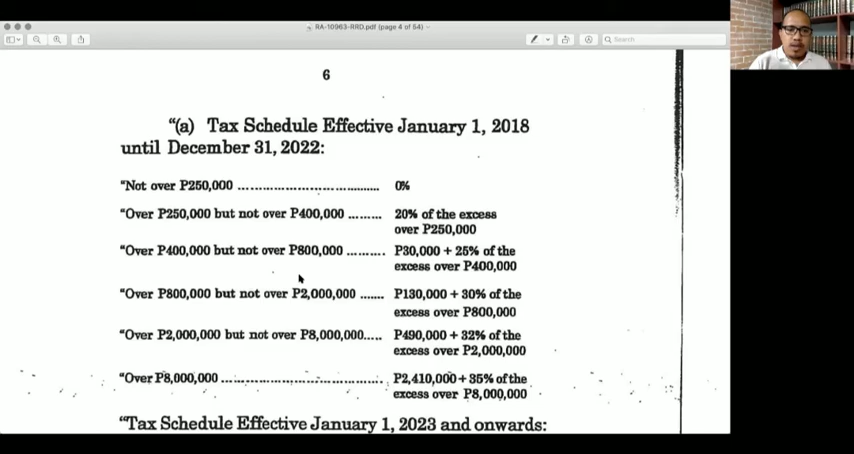 RA-10963-RRD.pdf (page 4 of 54)
Search
6
“(a) Tax Schedule Effective January 1, 2018
until December 31, 2022:
“Not over P250,000 .................................... 0%
“Over P250,000 but not over P400,000 ......... 20% of the excess
over P250,000
“Over P400,000 but not over P800,000 .......... P30,000 + 25% of the
excess over P400,000
“Over P800,000 but not over P2,000,000 ....... P130,000 + 30% of the
excess over P800,000
“Over P2,000,000 but not over P8,000,000..... P490,000 + 32% of the
excess over P2,000,000
“Over P8,000,000 ........................................ P2,410,000 + 35% of the
excess over P8,000,000
“Tax Schedule Effective January 1, 2023 and onwards: